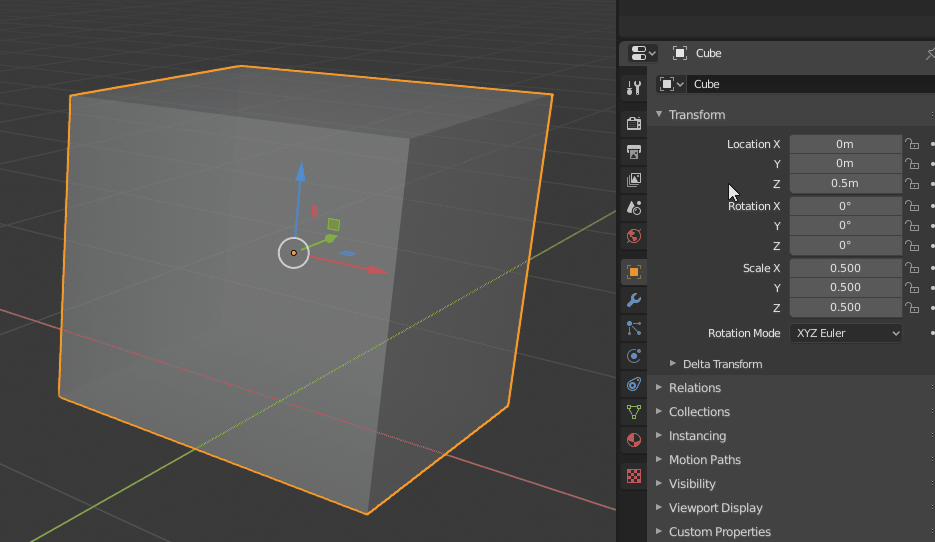 Cube
Cube
Transform
Location X 0m
Y 0m
Z 0.5m
Rotation X 0°
Y 0°
Z 0°
Scale X 0.500
Y 0.500
Z 0.500
Rotation Mode XYZ Euler
Delta Transform
Relations
Collections
Instancing
Motion Paths
Visibility
Viewport Display
Custom Properties